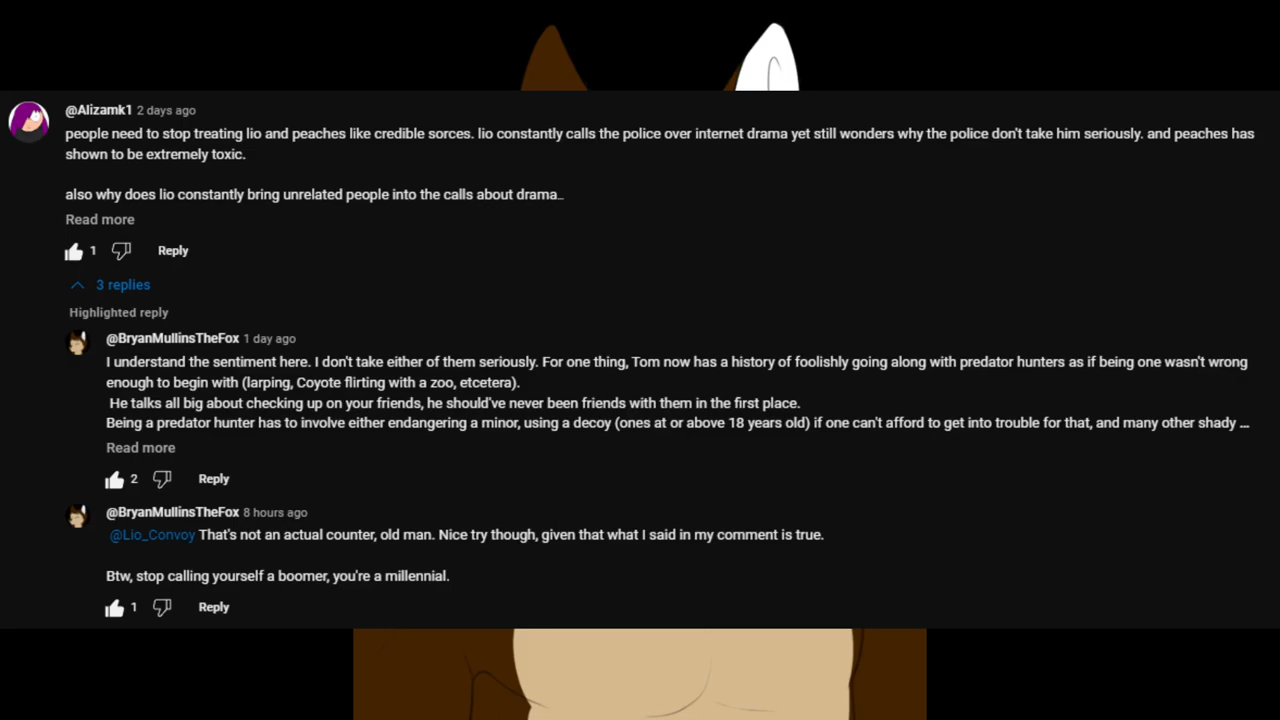 @Alizamk1 2 days ago
people need to stop treating lio and peaches like credible sorces. lio constantly calls the police over internet drama yet still wonders why the police don't take him seriously. and peaches has
shown to be extremely toxic.
also why does lio constantly bring unrelated people into the calls about drama..
Read more
1 Reply
3 replies
Highlighted reply
@BryanMullinsTheFox 1 day ago
I understand the sentiment here. I don't take either of them seriously. For one thing, Tom now has a history of foolishly going along with predator hunters as if being one wasn't wrong
enough to begin with (larping, Coyote flirting with a zoo, etcetera).
He talks all big about checking up on your friends, he should've never been friends with them in the first place.
Being a predator hunter has to involve either endangering a minor, using a decoy (ones at or above 18 years old) if one can't afford to get into trouble for that, and many other shady ...
Read more
2 Reply
@BryanMullinsTheFox 8 hours ago
@Lio_Convoy That's not an actual counter, old man. Nice try though, given that what I said in my comment is true.
Btw, stop calling yourself a boomer, you're a millennial.
1 Reply